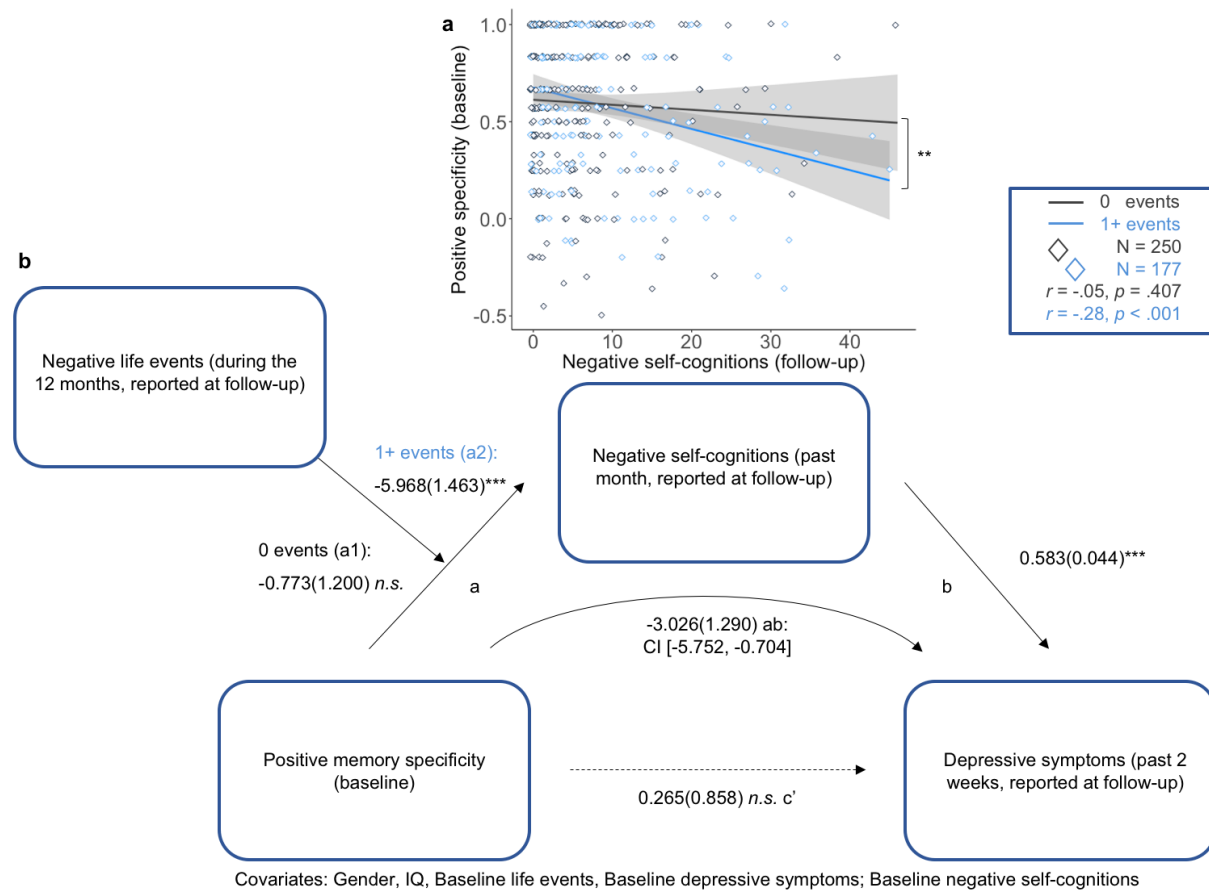 a
1.0
0.5
0.0
-0.5
Positive specificity (baseline)
0
10
20
30
40
Negative self-cognitions (follow-up)
**
0 events
1+ events
N = 250
N = 177
r = -.05, p = .407
r = -.28, p < .001
b
Negative life events (during the
12 months, reported at follow-up)
1+ events (a2):
-5.968(1.463)***
Negative self-cognitions (past
month, reported at follow-up)
0 events (a1):
-0.773(1.200) n.s.
a
b
0.583(0.044)***
-3.026(1.290) ab:
CI [-5.752, -0.704]
Positive memory specificity
(baseline)
0.265(0.858) n.s. c’
Depressive symptoms (past 2
weeks, reported at follow-up)
Covariates: Gender, IQ, Baseline life events, Baseline depressive symptoms; Baseline negative self-cognitions